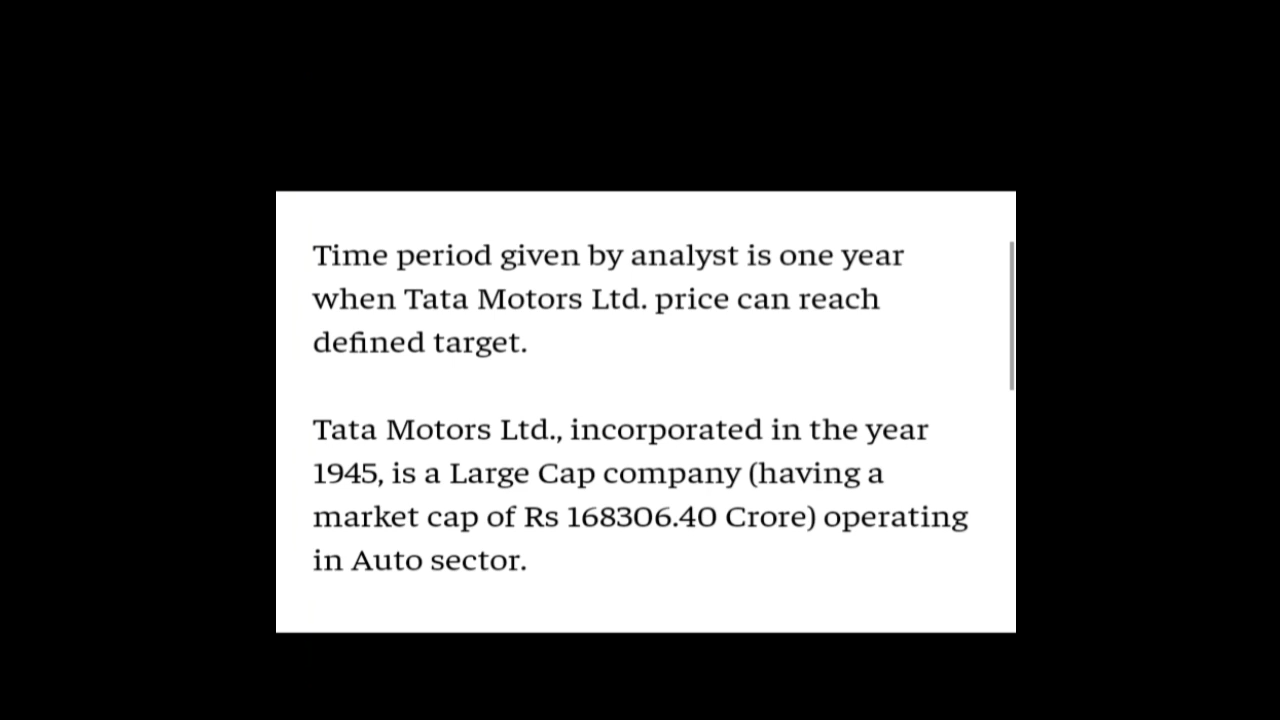 Time period given by analyst is one year
when Tata Motors Ltd. price can reach
defined target.
Tata Motors Ltd., incorporated in the year
1945, is a Large Cap company (having a
market cap of Rs 168306.40 Crore) operating
in Auto sector.